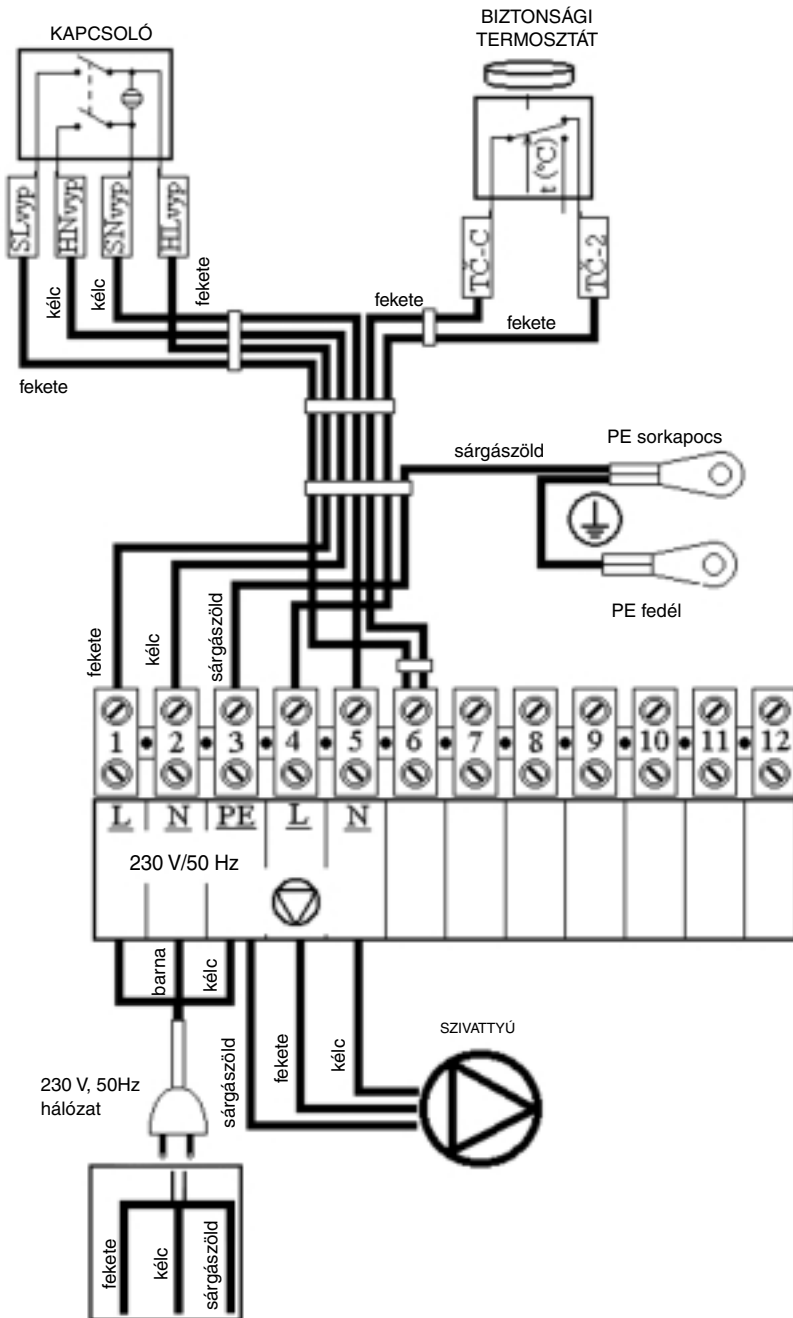 KAPCSOLÓ
BIZTONSÁGI
TERMOSZTÁT
t (°C)
SLvyp
HNvyp
SNvyp
HLvyp
TČ-C
TČ-2
kélc
kélc
fekete
fekete
fekete
fekete
sárgászöld
PE sorkapocs
PE fedél
fekete
kélc
sárgászöld
1 2 3 4 5 6 7 8 9 10 11 12
L N PE L N
230 V/50 Hz
barna
kélc
sárgászöld
fekete
kélc
SZIVATTYÚ
230 V, 50Hz
hálózat
fekete
kélc
sárgászöld